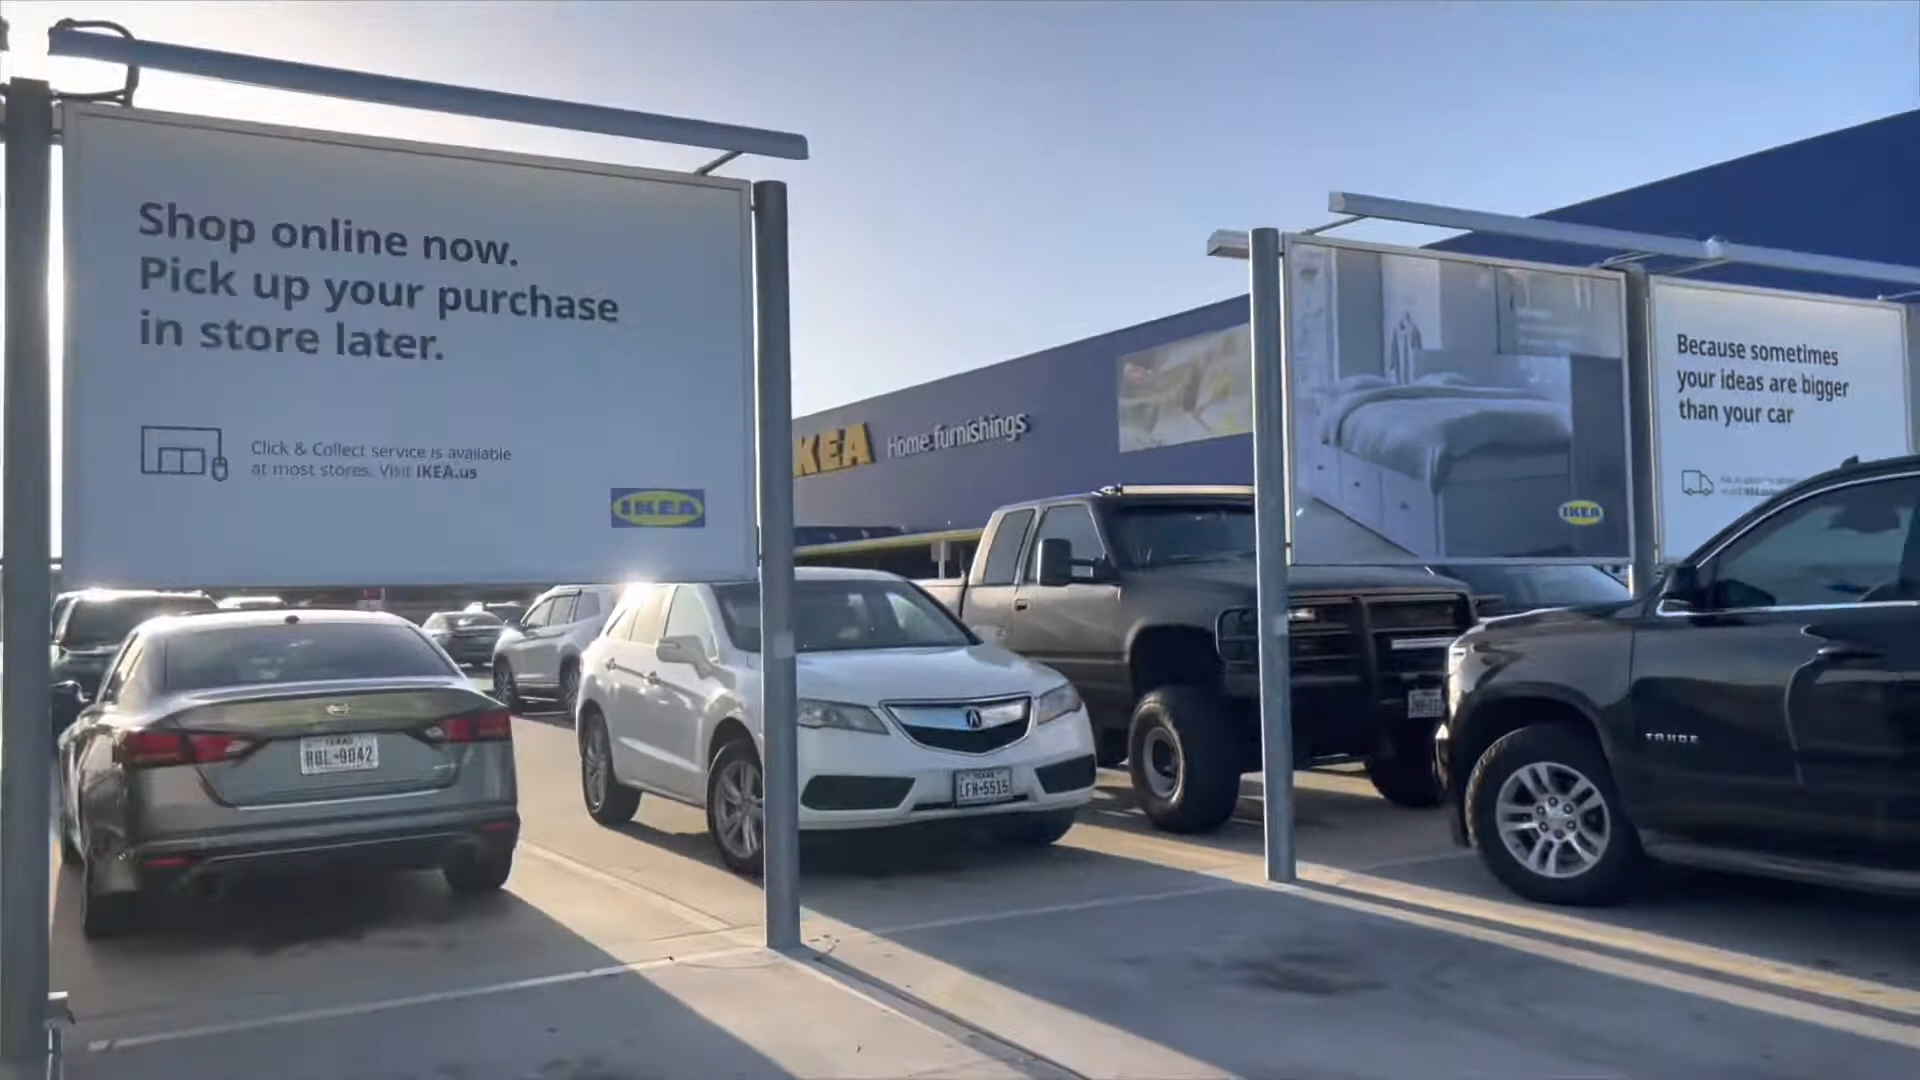 Shop online now.
Pick up your purchase
in store later.
Click & Collect service is available
at most stores. Visit IKEA.us
IKEA
KEA Home furnishings
IKEA
Because sometimes
your ideas are bigger
than your car
TEXAS
TEXAS
LFH-5515
TAHOE